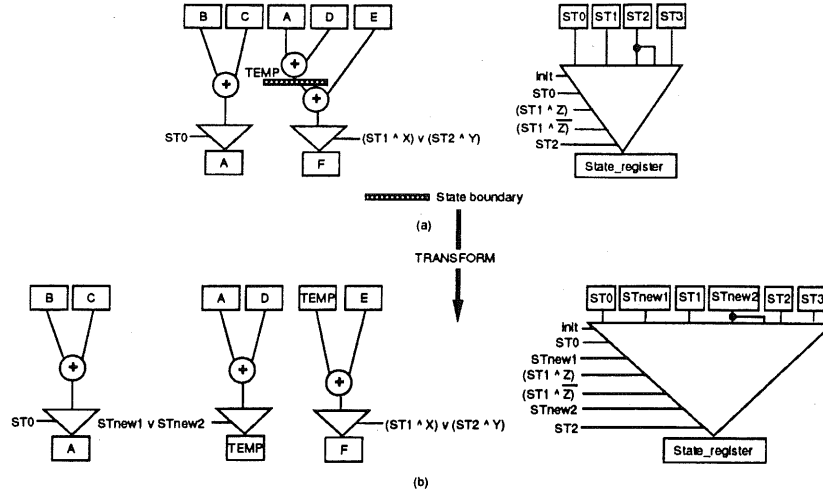 B C A D E
TEMP
+ + +
ST0
(ST1 ^ X) v (ST2 ^ Y)
A F
ST0 ST1 ST2 ST3
init
ST0
(ST1 ^ Z)
(ST1 ^ Z̅)
ST2
State_register
State boundary
(a)
TRANSFORM
B C A D TEMP E
+ + +
ST0
STnew1 v STnew2
(ST1 ^ X) v (ST2 ^ Y)
A TEMP F
ST0 STnew1 ST1 STnew2 ST2 ST3
init
ST0
STnew1
(ST1 ^ Z)
(ST1 ^ Z̅)
STnew2
ST2
State_register
(b)